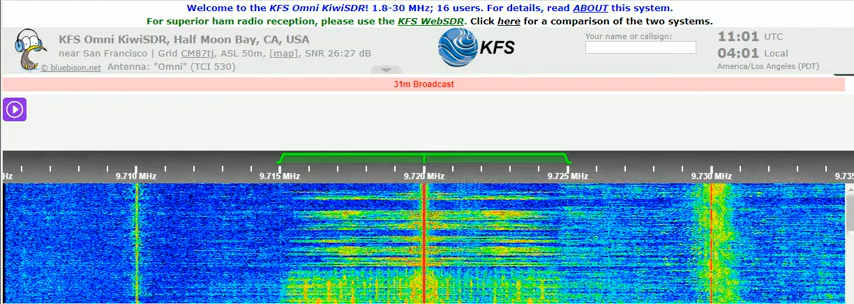 Welcome to the KFS Omni KiwiSDR! 1.8-30 MHz; 16 users. For details, read ABOUT this system.
For superior ham radio reception, please use the KFS WebSDR. Click here for a comparison of the two systems.
KFS Omni KiwiSDR, Half Moon Bay, CA, USA
near San Francisco | Grid CM87tj, ASL 50m, [map], SNR 26:27 dB
© bluebison.net Antenna: "Omni" (TCI 530)
KFS
Your name or callsign:
11:01 UTC
04:01 Local
America/Los Angeles (PDT)
31m Broadcast
Hz 9.710 MHz 9.715 MHz 9.720 MHz 9.725 MHz 9.730 MHz 9.735